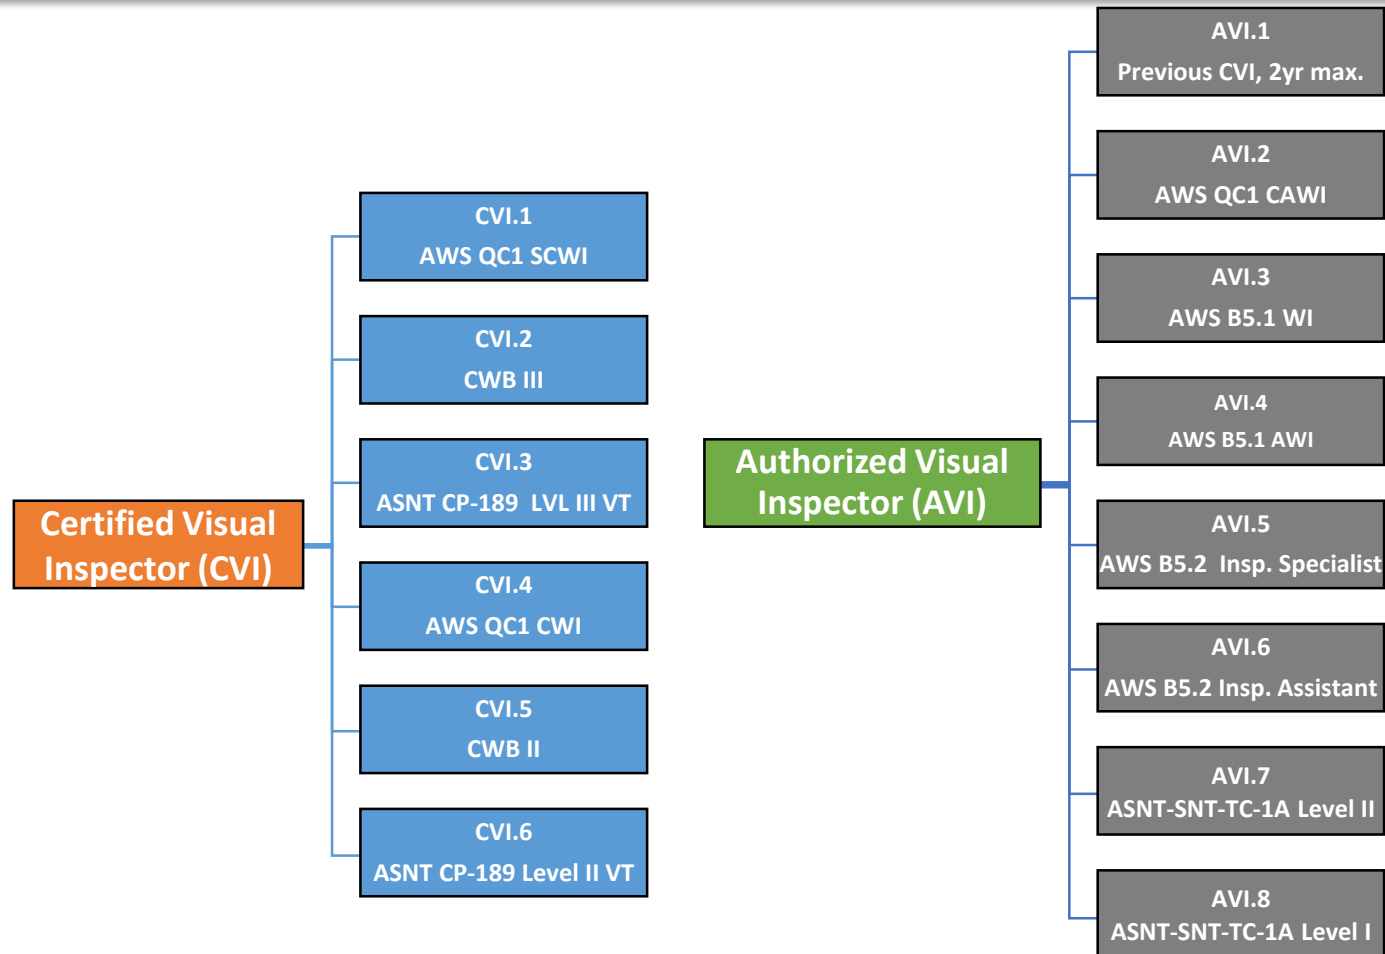 Certified Visual
Inspector (CVI)
CVI.1
AWS QC1 SCWI
CVI.2
CWB III
CVI.3
ASNT CP-189  LVL III VT
CVI.4
AWS QC1 CWI
CVI.5
CWB II
CVI.6
ASNT CP-189 Level II VT
Authorized Visual
Inspector (AVI)
AVI.1
Previous CVI, 2yr max.
AVI.2
AWS QC1 CAWI
AVI.3
AWS B5.1 WI
AVI.4
AWS B5.1 AWI
AVI.5
AWS B5.2  Insp. Specialist
AVI.6
AWS B5.2 Insp. Assistant
AVI.7
ASNT-SNT-TC-1A Level II
AVI.8
ASNT-SNT-TC-1A Level I